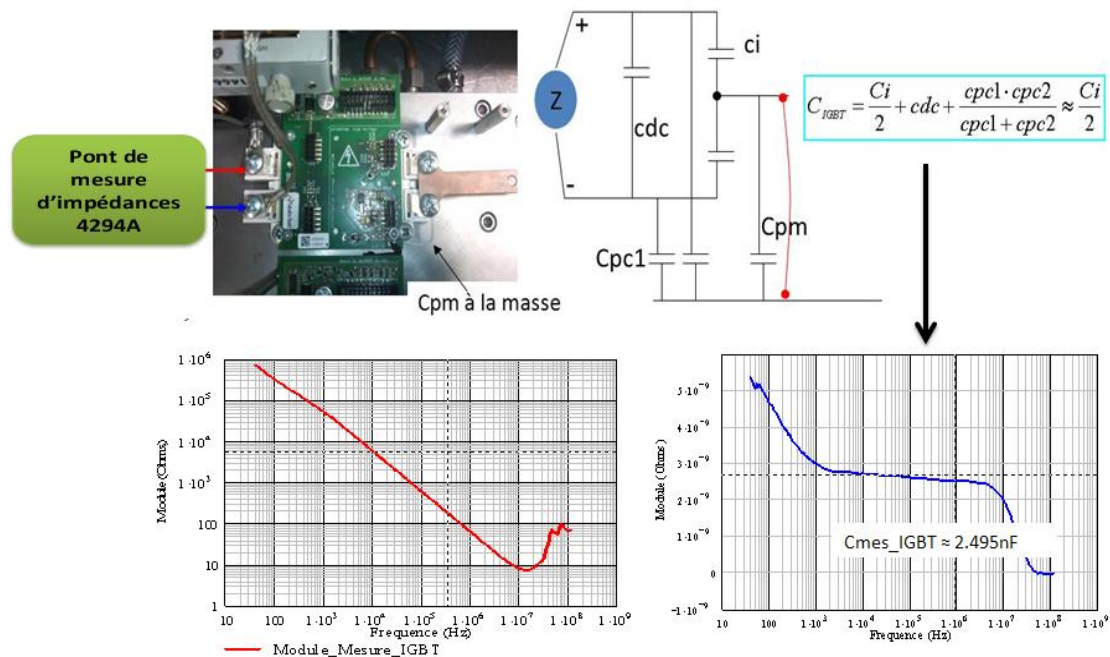 Pont de
mesure
d'impédances
4294A
Cpm à la masse
+
Z
-
cdc
ci
Cpc1
Cpm
C_IGBT = Ci/2 + cdc + cpc1·cpc2/cpc1+cpc2 ≈ Ci/2
Module (Ohms)
1·10⁶
1·10⁵
1·10⁴
1·10³
100
10
1
10 100 1·10³ 1·10⁴ 1·10⁵ 1·10⁶ 1·10⁷ 1·10⁸ 1·10⁹
Frequence (Hz)
Module_Mesure_IGBT
Module (Ohms)
5·10⁻⁹
4·10⁻⁹
3·10⁻⁹
2·10⁻⁹
1·10⁻⁹
0
-1·10⁻⁹
Cmes_IGBT ≈ 2.495nF
10 100 1·10³ 1·10⁴ 1·10⁵ 1·10⁶ 1·10⁷ 1·10⁸ 1·10⁹
Frequence (Hz)